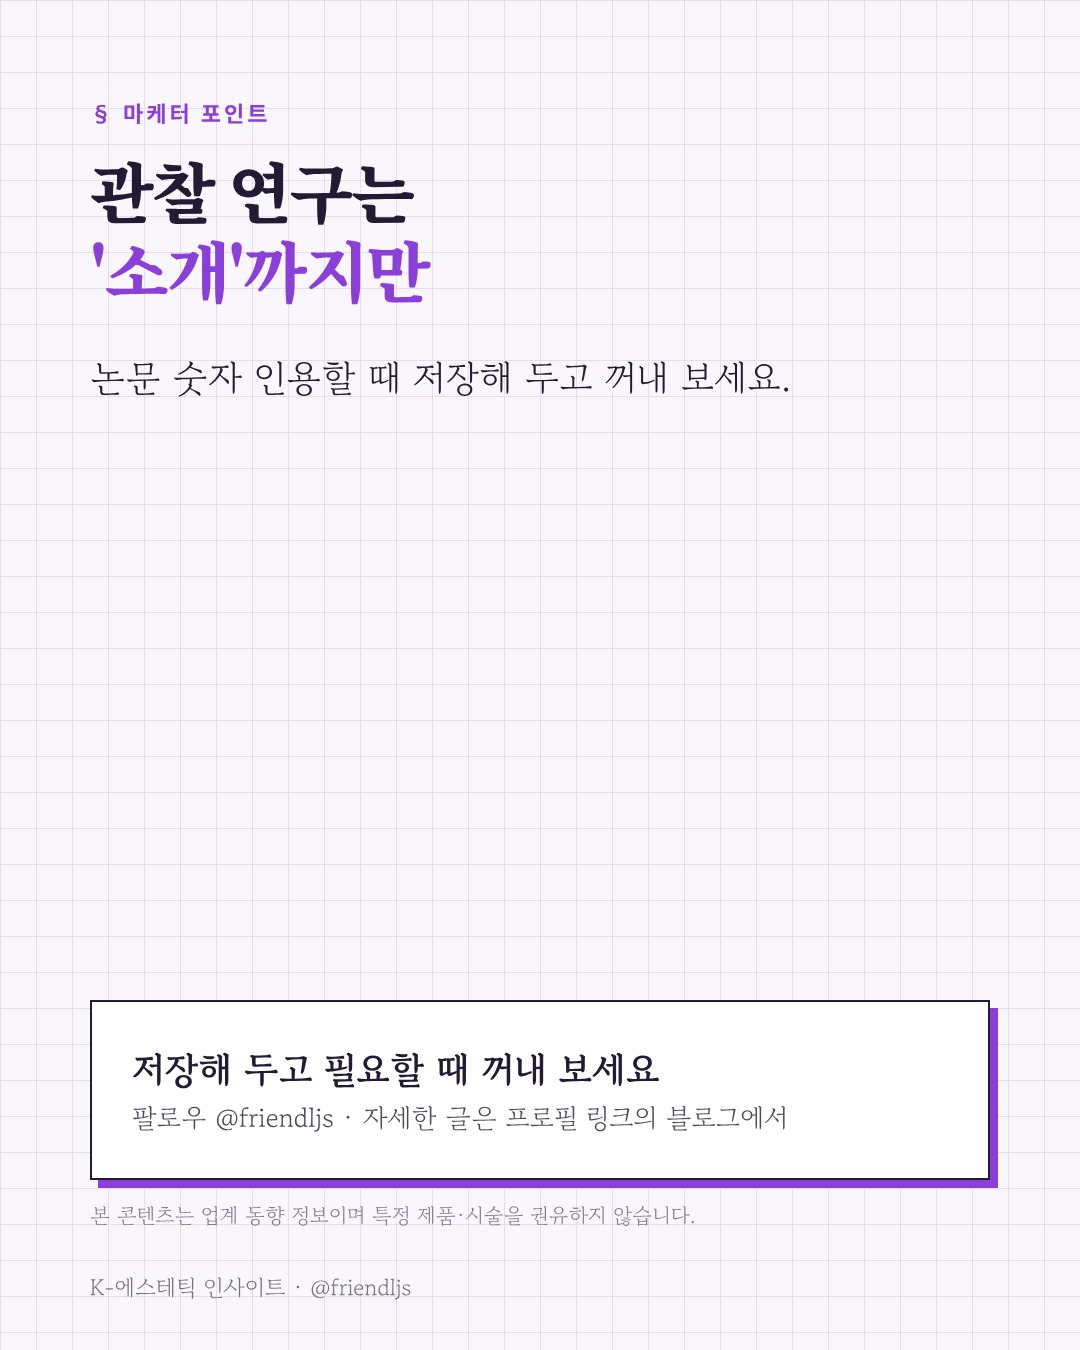 § 마케터 포인트
관찰 연구는
'소개'까지만
논문 숫자 인용할 때 저장해 두고 꺼내 보세요.
저장해 두고 필요할 때 꺼내 보세요
팔로우 @friendljs · 자세한 글은 프로필 링크의 블로그에서
본 콘텐츠는 업계 동향 정보이며 특정 제품·시술을 권유하지 않습니다.
K-에스테틱 인사이트 · @friendljs